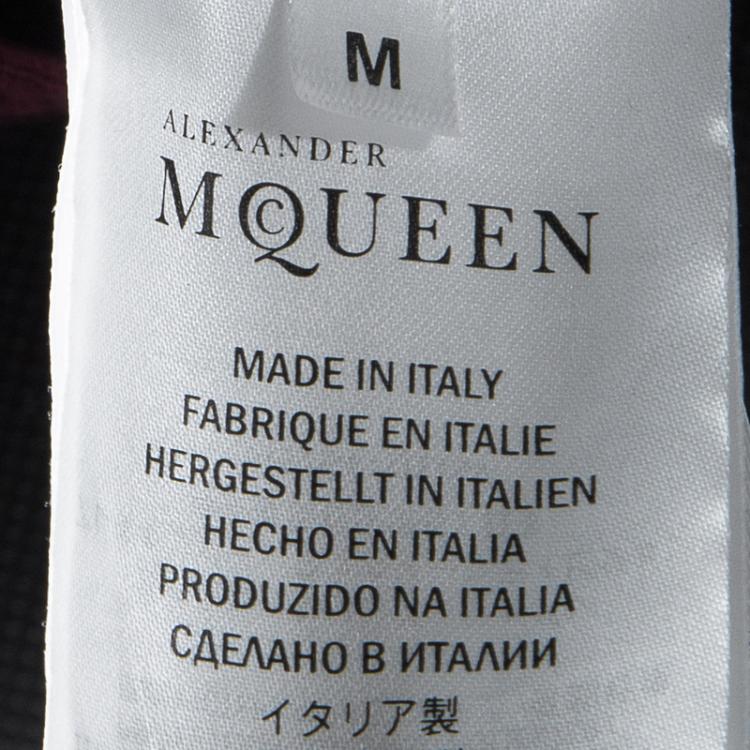 M
ALEXANDER
McQUEEN
MADE IN ITALY
FABRIQUE EN ITALIE
HERGESTELLT IN ITALIEN
HECHO EN ITALIA
PRODUZIDO NA ITALIA
СДЕЛАНО В ИТАЛИИ
イタリア製